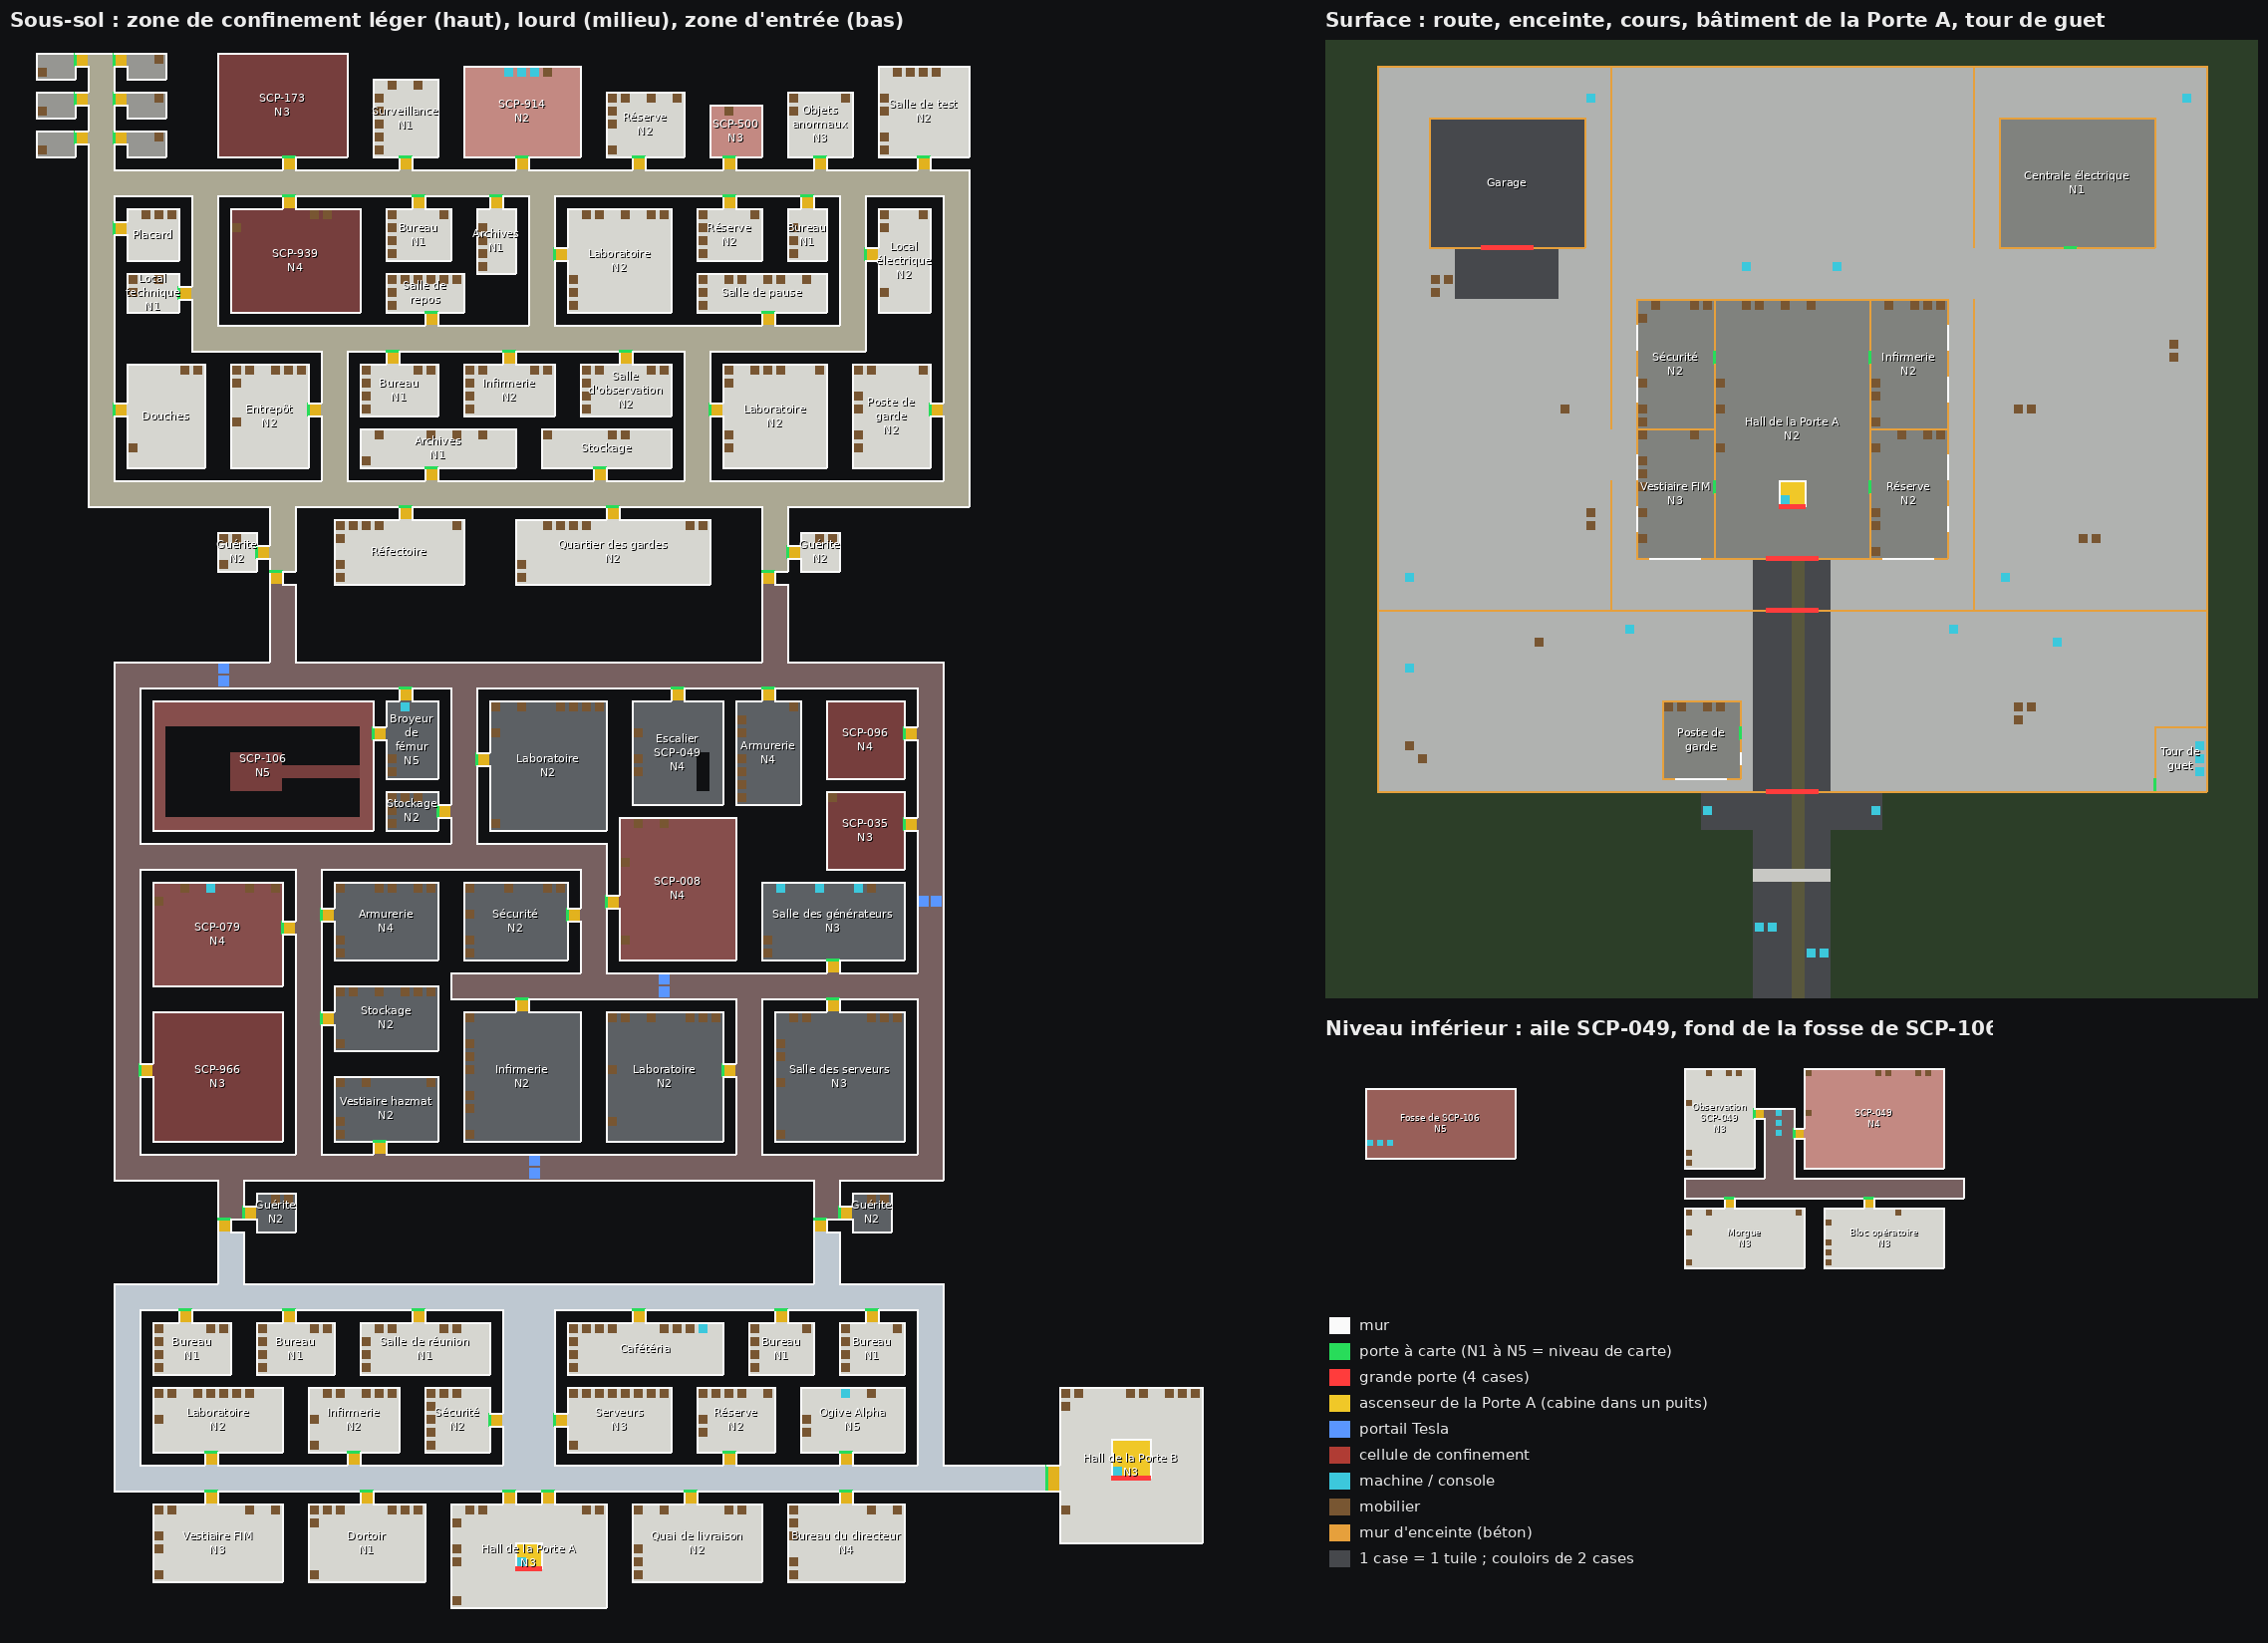 Sous-sol : zone de confinement léger (haut), lourd (milieu), zone d'entrée (bas)
SCP-173
N3
Surveillance
N1
SCP-914
N2
Réserve
N2
SCP-500
N3
Objets
anormaux
N3
Salle de test
N2
Placard
SCP-939
N4
Bureau
N1
Archives
N1
Laboratoire
N2
Réserve
N2
Bureau
N1
Local
électrique
N2
Local
technique
N1
Salle de
repos
Salle de pause
Douches
Entrepôt
N2
Bureau
N1
Infirmerie
N2
Salle
d'observation
N2
Laboratoire
N2
Poste de
garde
N2
Archives
N1
Stockage
Guérite
N2
Réfectoire
Quartier des gardes
N2
Guérite
N2
SCP-106
N5
Broyeur
de
fémur
N5
Laboratoire
N2
Escalier
SCP-049
N4
Armurerie
N4
SCP-096
N4
Stockage
N2
SCP-035
N3
SCP-008
N4
SCP-079
N4
Armurerie
N4
Sécurité
N2
Salle des générateurs
N3
Stockage
N2
SCP-966
N3
Vestiaire hazmat
N2
Infirmerie
N2
Laboratoire
N2
Salle des serveurs
N3
Guérite
N2
Guérite
N2
Bureau
N1
Bureau
N1
Salle de réunion
N1
Cafétéria
Bureau
N1
Bureau
N1
Laboratoire
N2
Infirmerie
N2
Sécurité
N2
Serveurs
N3
Réserve
N2
Ogive Alpha
N5
Hall de la Porte B
N3
Vestiaire FIM
N3
Dortoir
N1
Hall de la Porte A
N3
Quai de livraison
N2
Bureau du directeur
N4
Surface : route, enceinte, cours, bâtiment de la Porte A, tour de guet
Garage
Centrale électrique
N1
Sécurité
N2
Infirmerie
N2
Hall de la Porte A
N2
Vestiaire FIM
N3
Réserve
N2
Poste de
garde
Tour de
guet
Niveau inférieur : aile SCP-049, fond de la fosse de SCP-106
Fosse de SCP-106
N5
Observation
SCP-049
N3
SCP-049
N4
Morgue
N3
Bloc opératoire
N3
mur
porte à carte (N1 à N5 = niveau de carte)
grande porte (4 cases)
ascenseur de la Porte A (cabine dans un puits)
portail Tesla
cellule de confinement
machine / console
mobilier
mur d'enceinte (béton)
1 case = 1 tuile ; couloirs de 2 cases